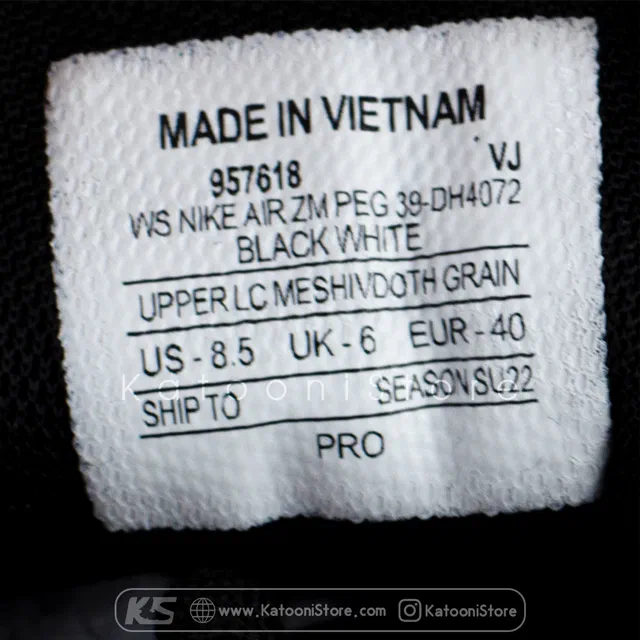 MADE IN VIETNAM
957618 VJ
WS NIKE AIR ZM PEG 39-DH4072
BLACK WHITE
UPPER LC MESHIVDOTH GRAIN
US - 8.5 UK - 6 EUR - 40
KatooniStore
SHIP TO SEASON SU22
PRO
KS www.KatooniStore.com KatooniStore